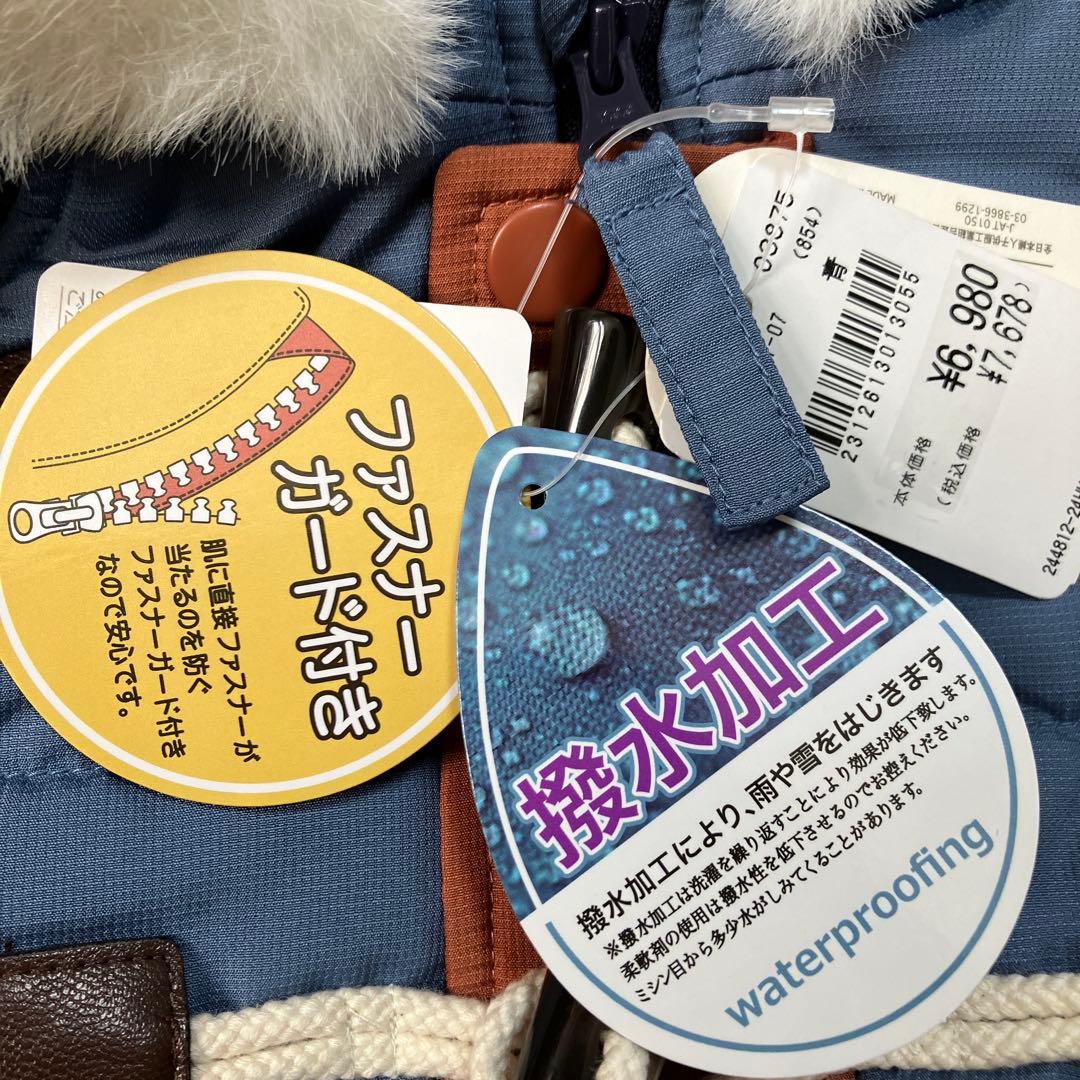 ファスナー
ガード付き
肌に直接ファスナーが
当たるのを防ぐ
ファスナーガード付き
なので安心です。
撥水加工
撥水加工により、雨や雪をはじきます
※撥水加工は洗濯を繰り返すことにより効果が低下致します。
柔軟剤の使用は撥水性を低下させるのでお控えください。
ミシン目から多少水がしみてくることがあります。
waterproofing
(854)
青
2312613013055
本体価格
¥6,980
(税込価格
¥7,678)
03-3866-1299
J-AT0150